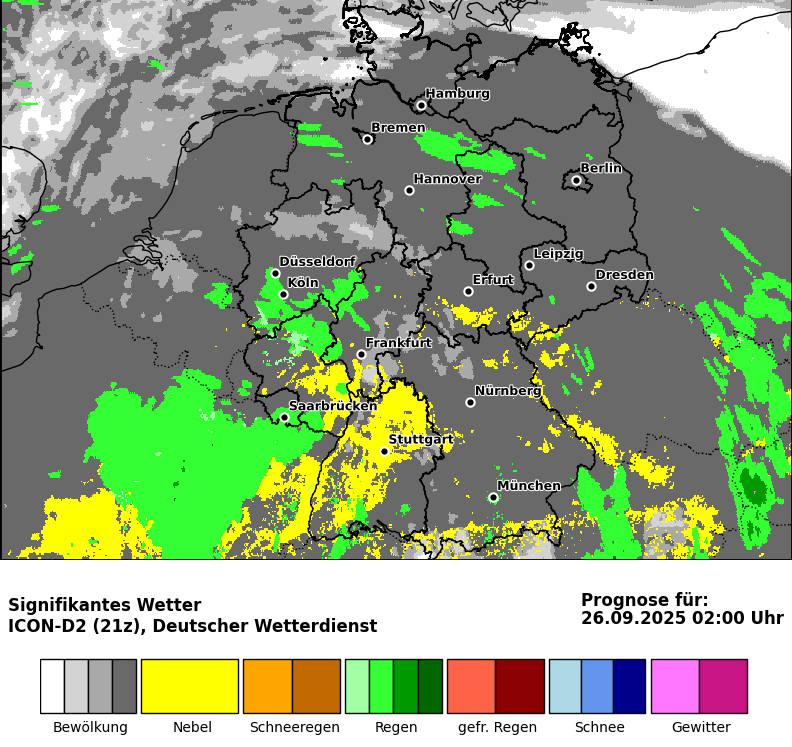 Hamburg
Bremen
Berlin
Hannover
Leipzig
Düsseldorf
Dresden
Erfurt
Köln
Frankfurt
Nürnberg
Saarbrücken
Stuttgart
München
Signifikantes Wetter
ICON-D2 (21z), Deutscher Wetterdienst
Prognose für:
26.09.2025 02:00 Uhr
Bewölkung Nebel Schneeregen Regen gefr. Regen Schnee Gewitter